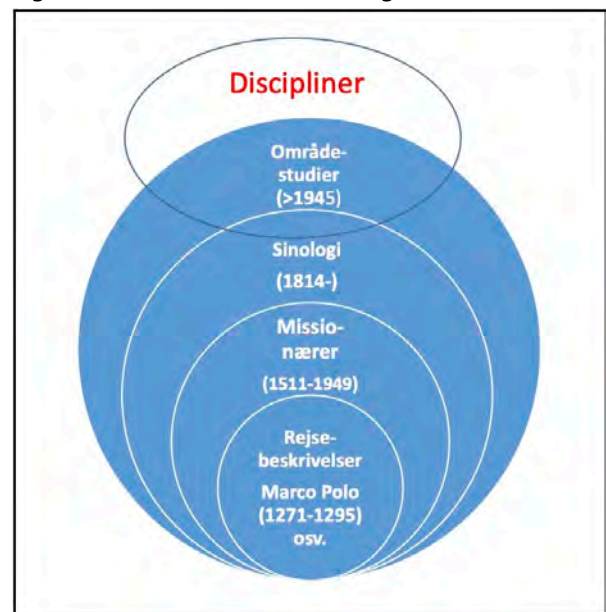 Discipliner
Område-
studier
(>1945)
Sinologi
(1814-)
Missio-
nærer
(1511-1949)
Rejse-
beskrivelser
Marco Polo
(1271-1295)
osv.